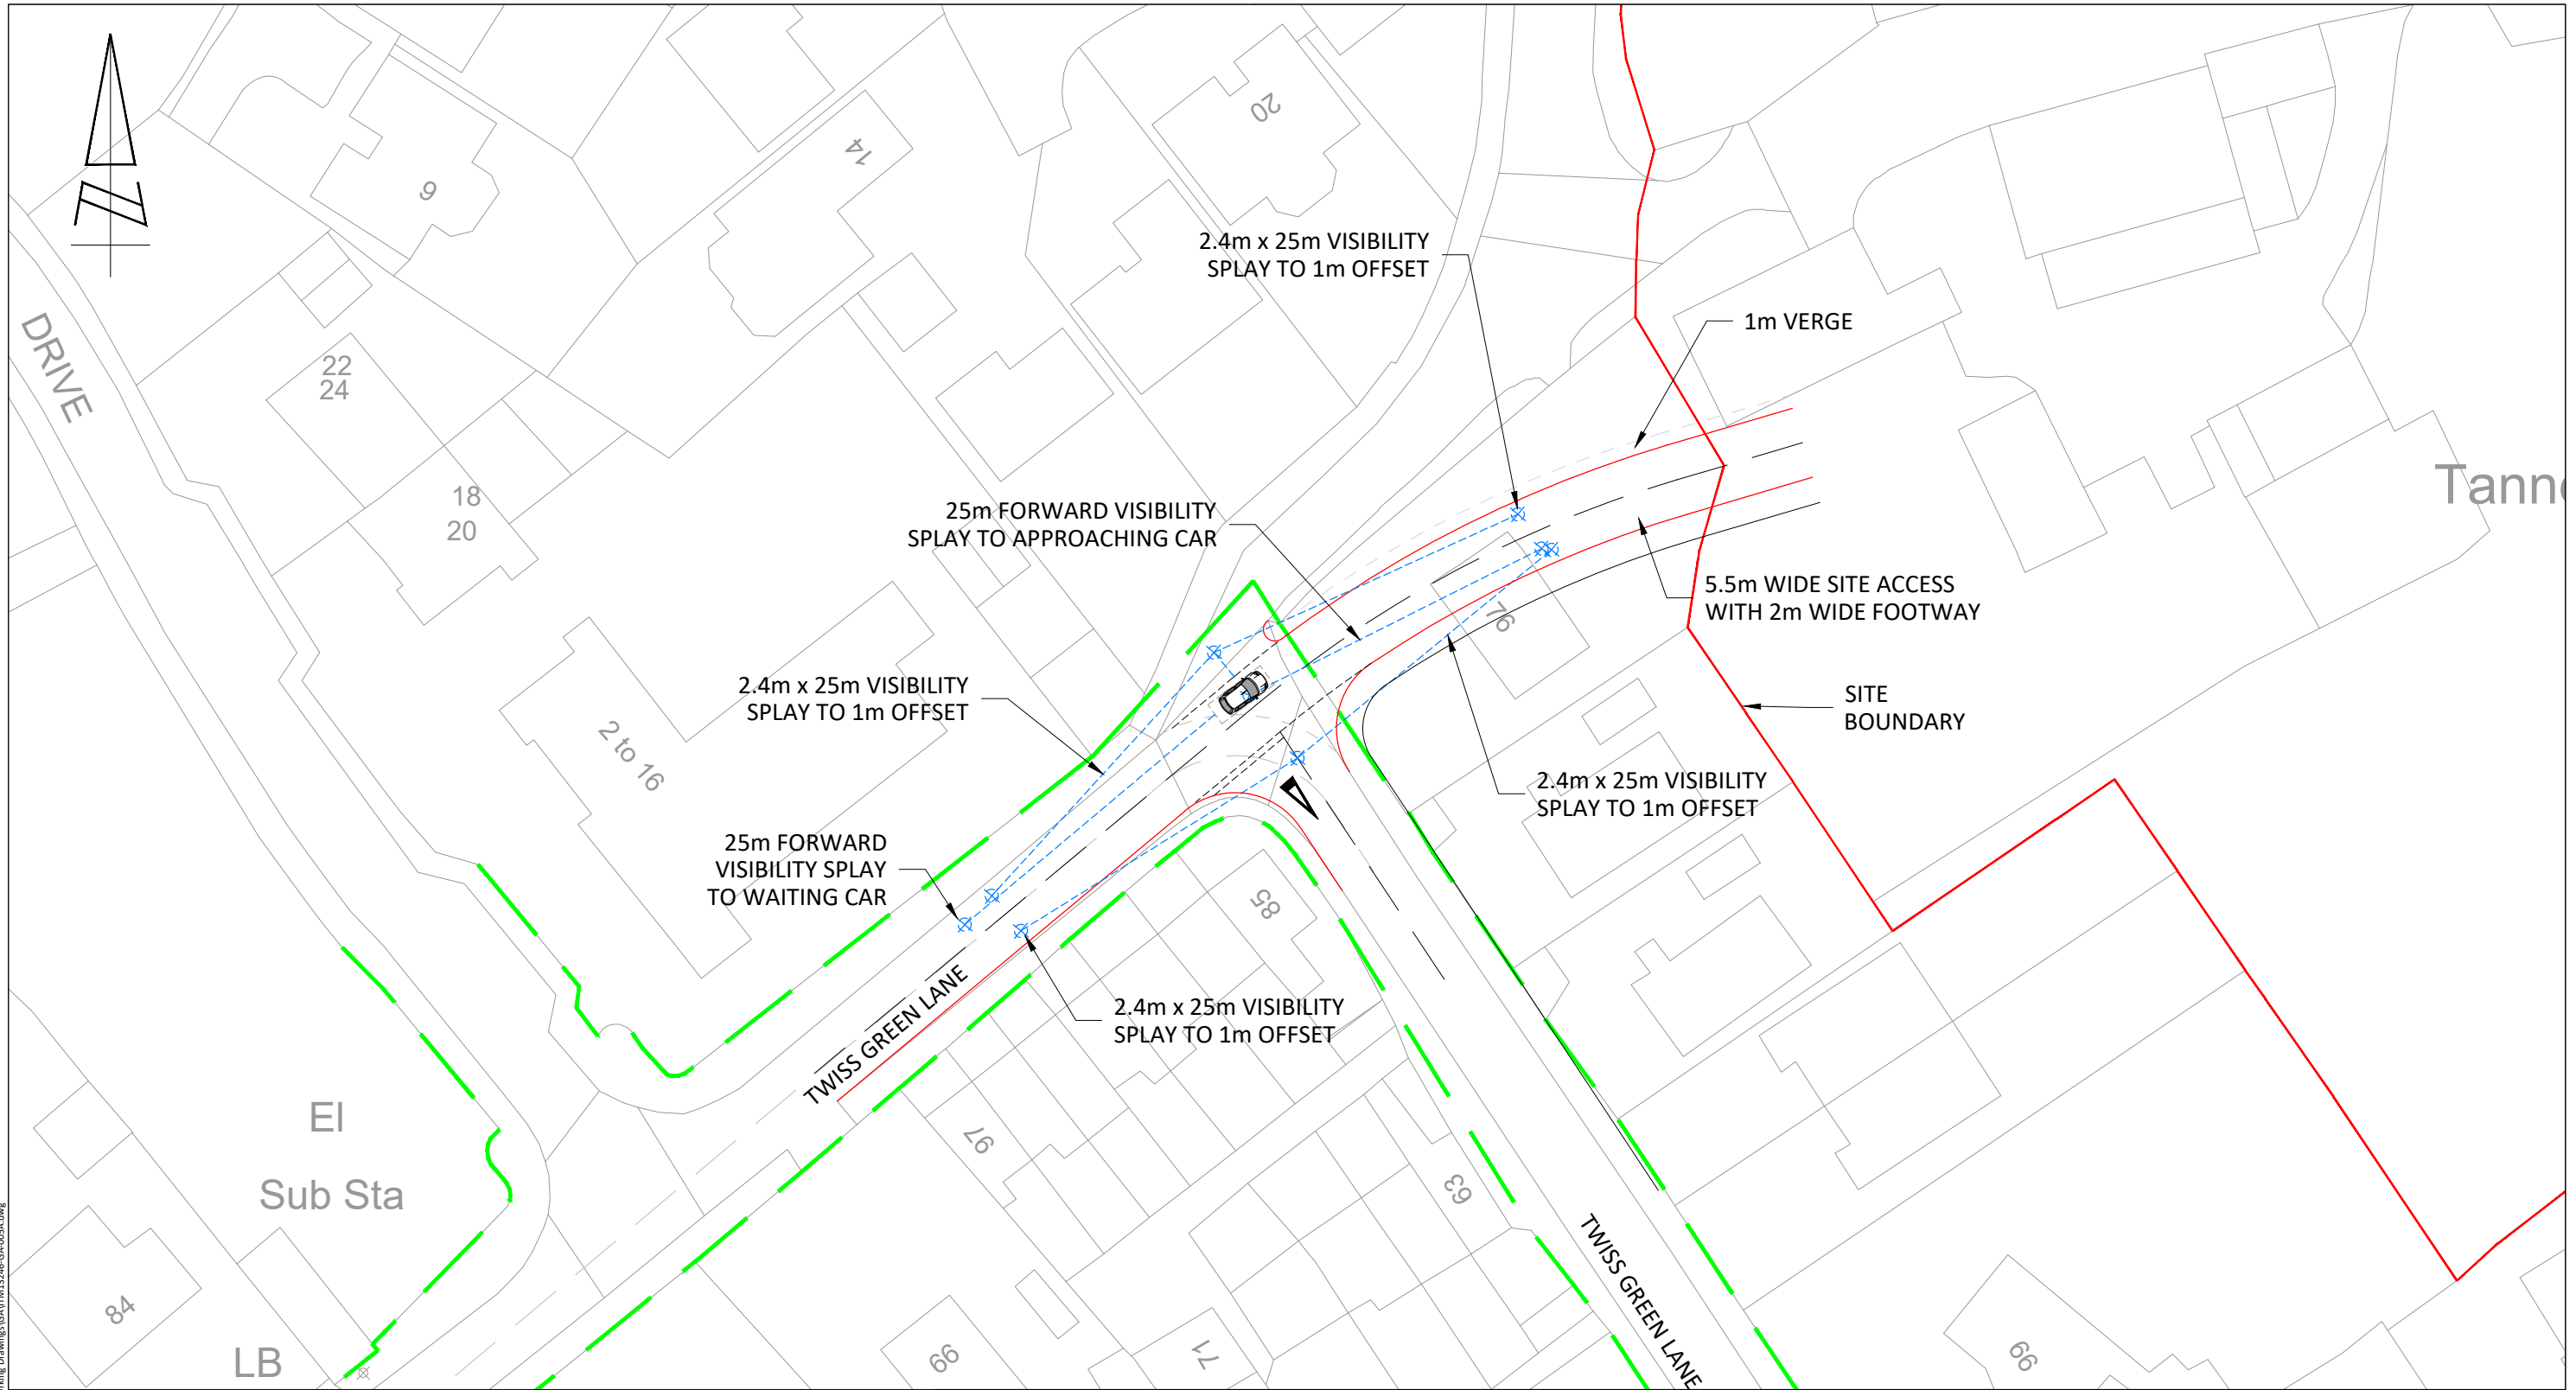 N
20
14
6
2.4m x 25m VISIBILITY
SPLAY TO 1m OFFSET
1m VERGE
DRIVE
22
24
18
20
Tann
25m FORWARD VISIBILITY
SPLAY TO APPROACHING CAR
5.5m WIDE SITE ACCESS
WITH 2m WIDE FOOTWAY
76
2.4m x 25m VISIBILITY
SPLAY TO 1m OFFSET
SITE
BOUNDARY
2 to 16
2.4m x 25m VISIBILITY
SPLAY TO 1m OFFSET
25m FORWARD
VISIBILITY SPLAY
TO WAITING CAR
85
TWISS GREEN LANE
2.4m x 25m VISIBILITY
SPLAY TO 1m OFFSET
El
Sub Sta
97
63
84
LB
99
71
TWISS GREEN LANE
66